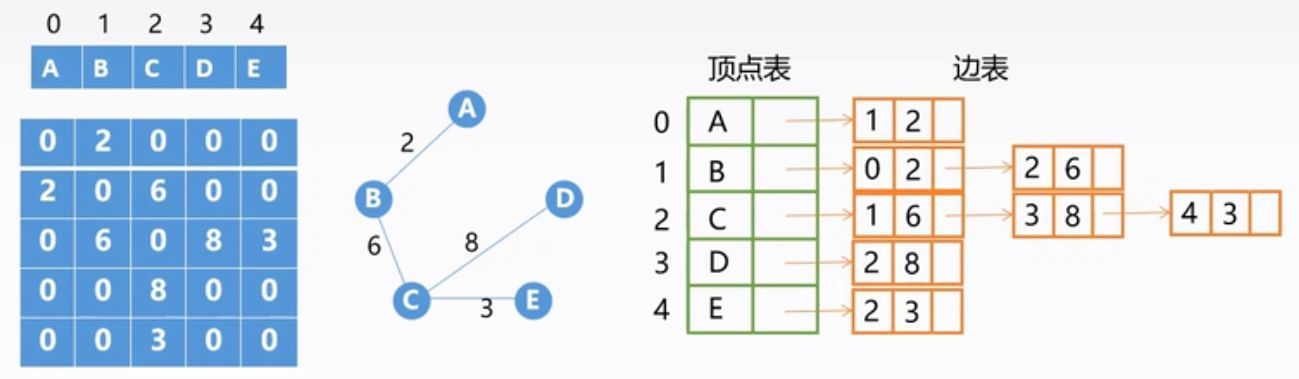 0 1 2 3 4
A B C D E
0 2 0 0 0
2 0 6 0 0
0 6 0 8 3
0 0 8 0 0
0 0 3 0 0
A
2
B
D
6
8
C
3
E
顶点表
边表
0 A 1 2
1 B 0 2 2 6
2 C 1 6 3 8 4 3
3 D 2 8
4 E 2 3